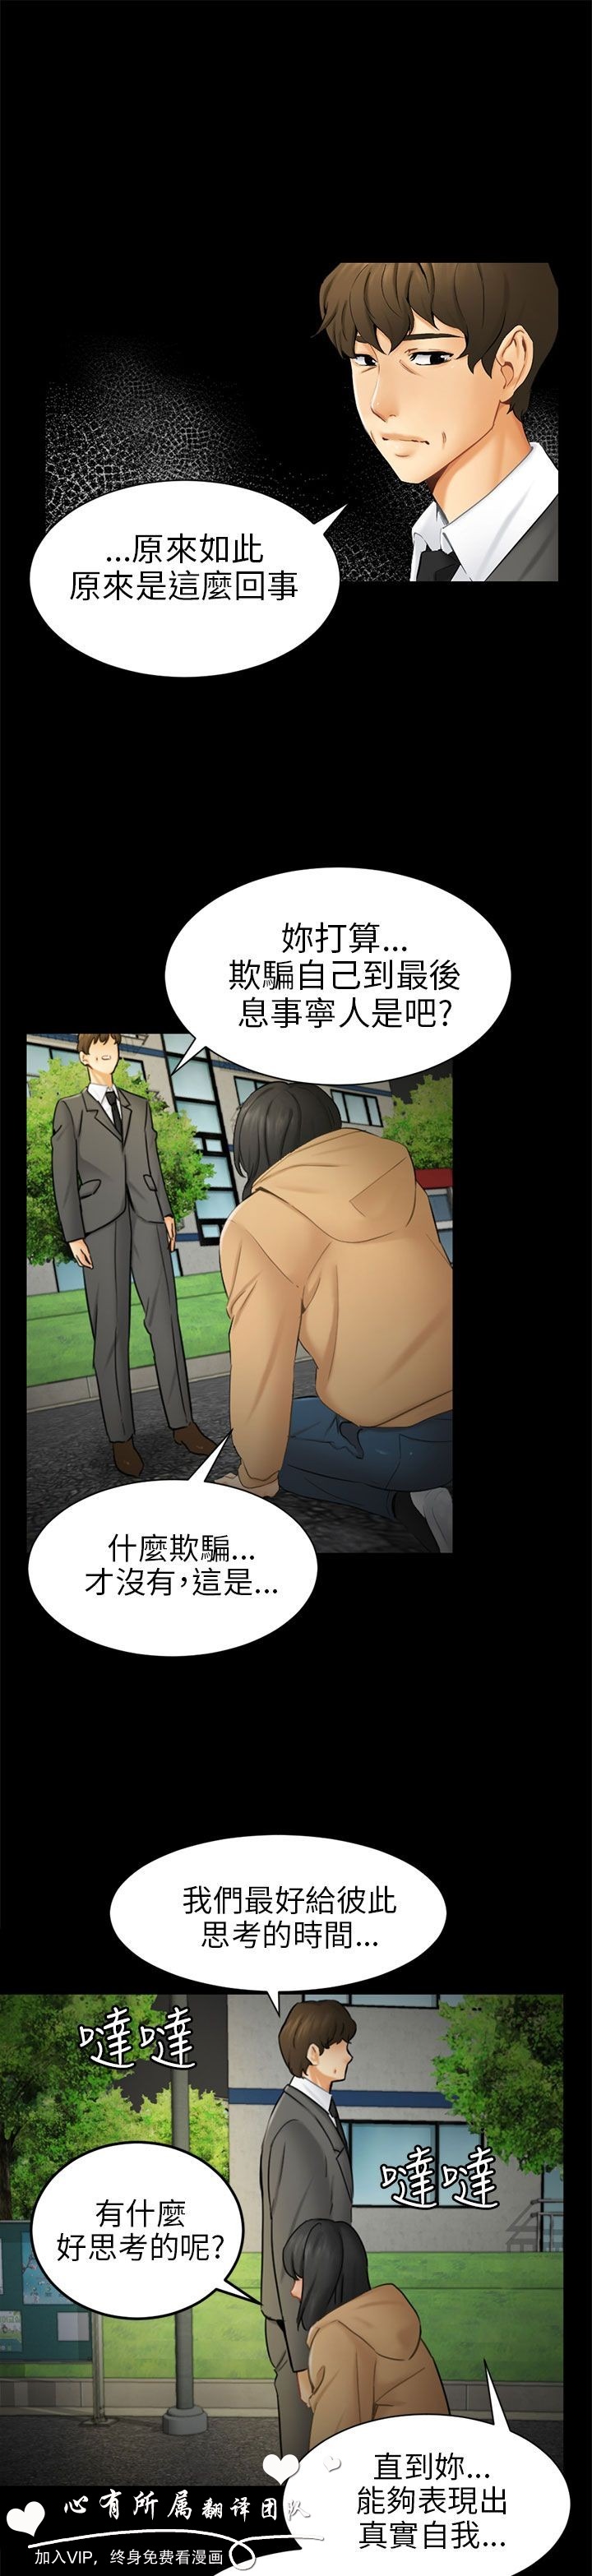 ...原來如此
原來是這麼回事
妳打算...
欺騙自己到最後
息事寧人是吧?
什麼欺騙...
才沒有,這是...
我們最好給彼此
思考的時間...
噠噠
噠噠
有什麼
好思考的呢?
直到妳...
能夠表現出
真實自我...
心有所属翻译团队
加入VIP，终身免费看漫画